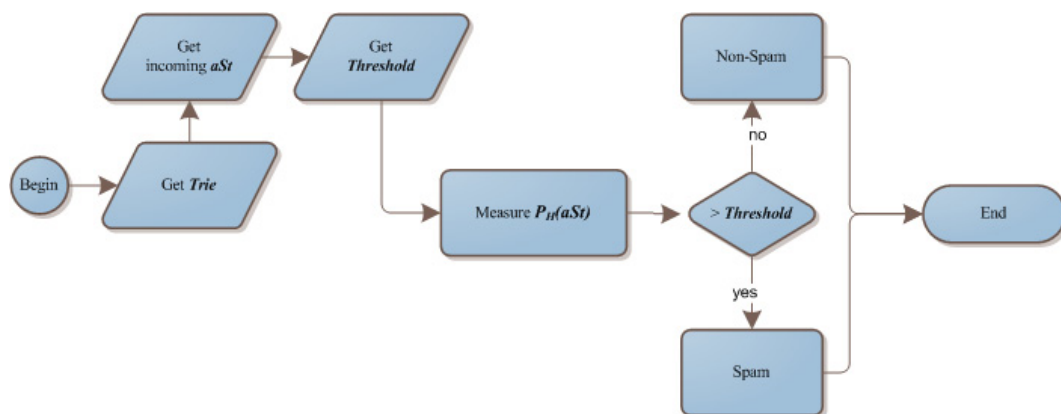 Begin
Get Trie
Get
incoming aSt
Get
Threshold
Measure P_H(aSt)
> Threshold
no
Non-Spam
yes
Spam
End